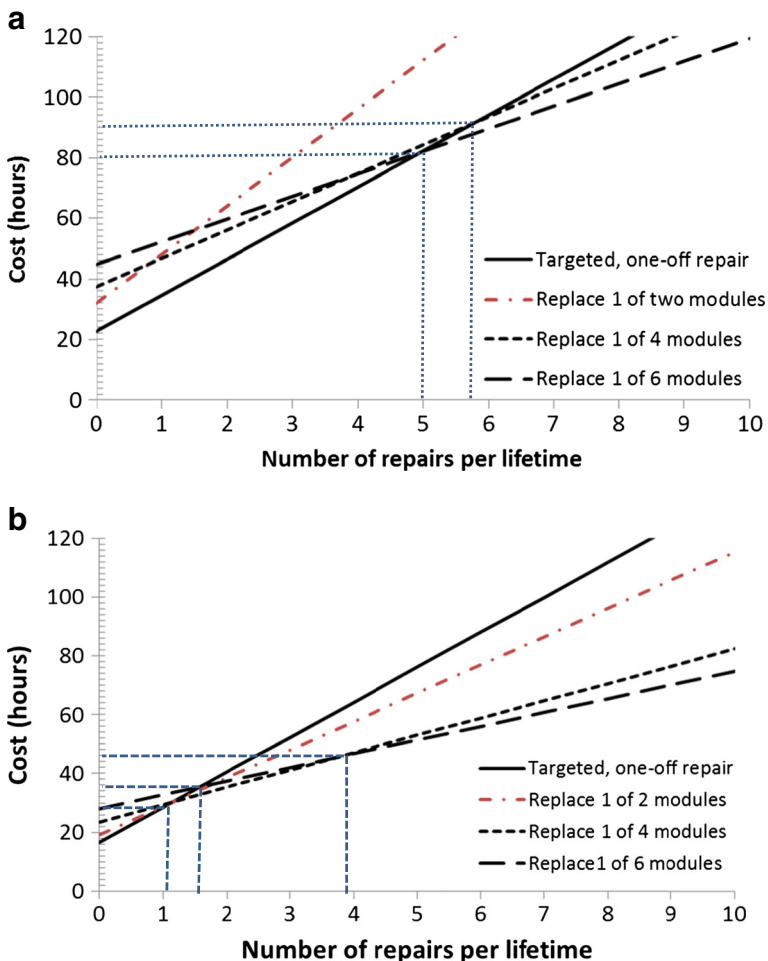 a
120
100
80
60
40
20
0
Cost (hours)
Targeted, one-off repair
Replace 1 of two modules
Replace 1 of 4 modules
Replace 1 of 6 modules
0 1 2 3 4 5 6 7 8 9 10
Number of repairs per lifetime
b
120
100
80
60
40
20
0
Cost (hours)
Targeted, one-off repair
Replace 1 of 2 modules
Replace 1 of 4 modules
Replace1 of 6 modules
0 1 2 3 4 5 6 7 8 9 10
Number of repairs per lifetime